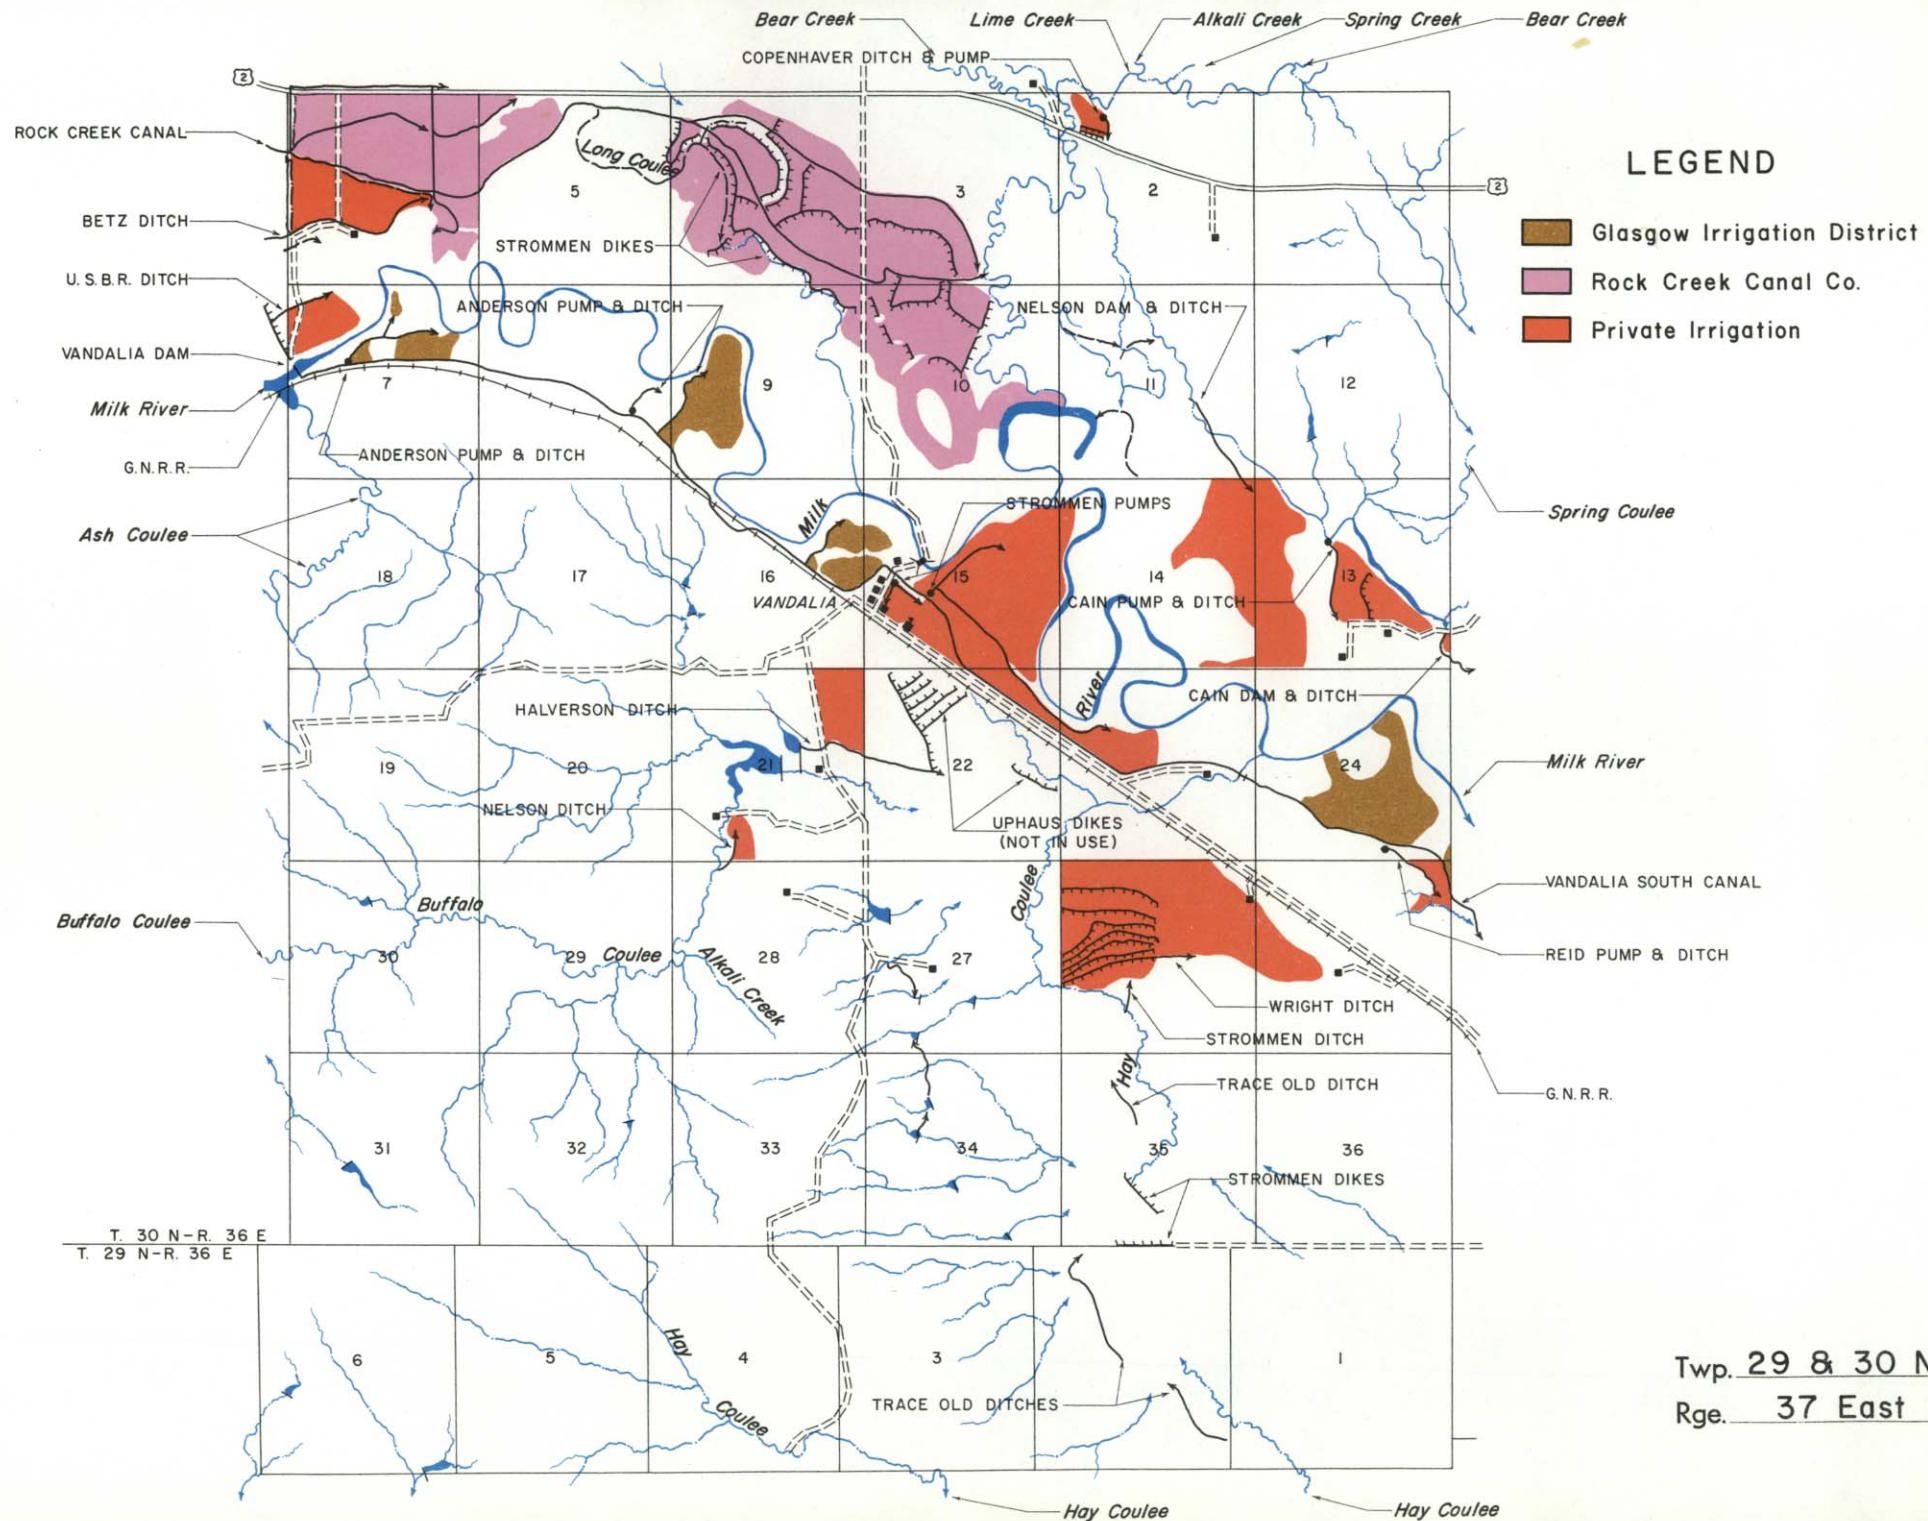 Bear Creek
Lime Creek
Alkali Creek
Spring Creek
Bear Creek
COPENHAVER DITCH & PUMP
2
ROCK CREEK CANAL
Long Coulee
5
3
2
2
LEGEND
Glasgow Irrigation District
Rock Creek Canal Co.
Private Irrigation
BETZ DITCH
STROMMEN DIKES
U.S.B.R. DITCH
ANDERSON PUMP & DITCH
NELSON DAM & DITCH
VANDALIA DAM
7
9
10
11
12
Milk River
G.N.R.R.
ANDERSON PUMP & DITCH
Ash Coulee
Milk
STROMMEN PUMPS
Spring Coulee
18
17
16
15
14
13
VANDALIA
CAIN PUMP & DITCH
River
CAIN DAM & DITCH
HALVERSON DITCH
19
20
21
22
24
Milk River
NELSON DITCH
UPHAUS DIKES
(NOT IN USE)
Coulee
VANDALIA SOUTH CANAL
Buffalo Coulee
Buffalo
Coulee
Alkali Creek
30
29
28
27
REID PUMP & DITCH
WRIGHT DITCH
STROMMEN DITCH
Hay
TRACE OLD DITCH
G.N.R.R.
31
32
33
34
35
36
STROMMEN DIKES
T. 30 N-R. 36 E
T. 29 N-R. 36 E
Hay
6
5
4
3
1
Coulee
TRACE OLD DITCHES
Twp. 29 & 30 N
Rge. 37 East
Hay Coulee
Hay Coulee